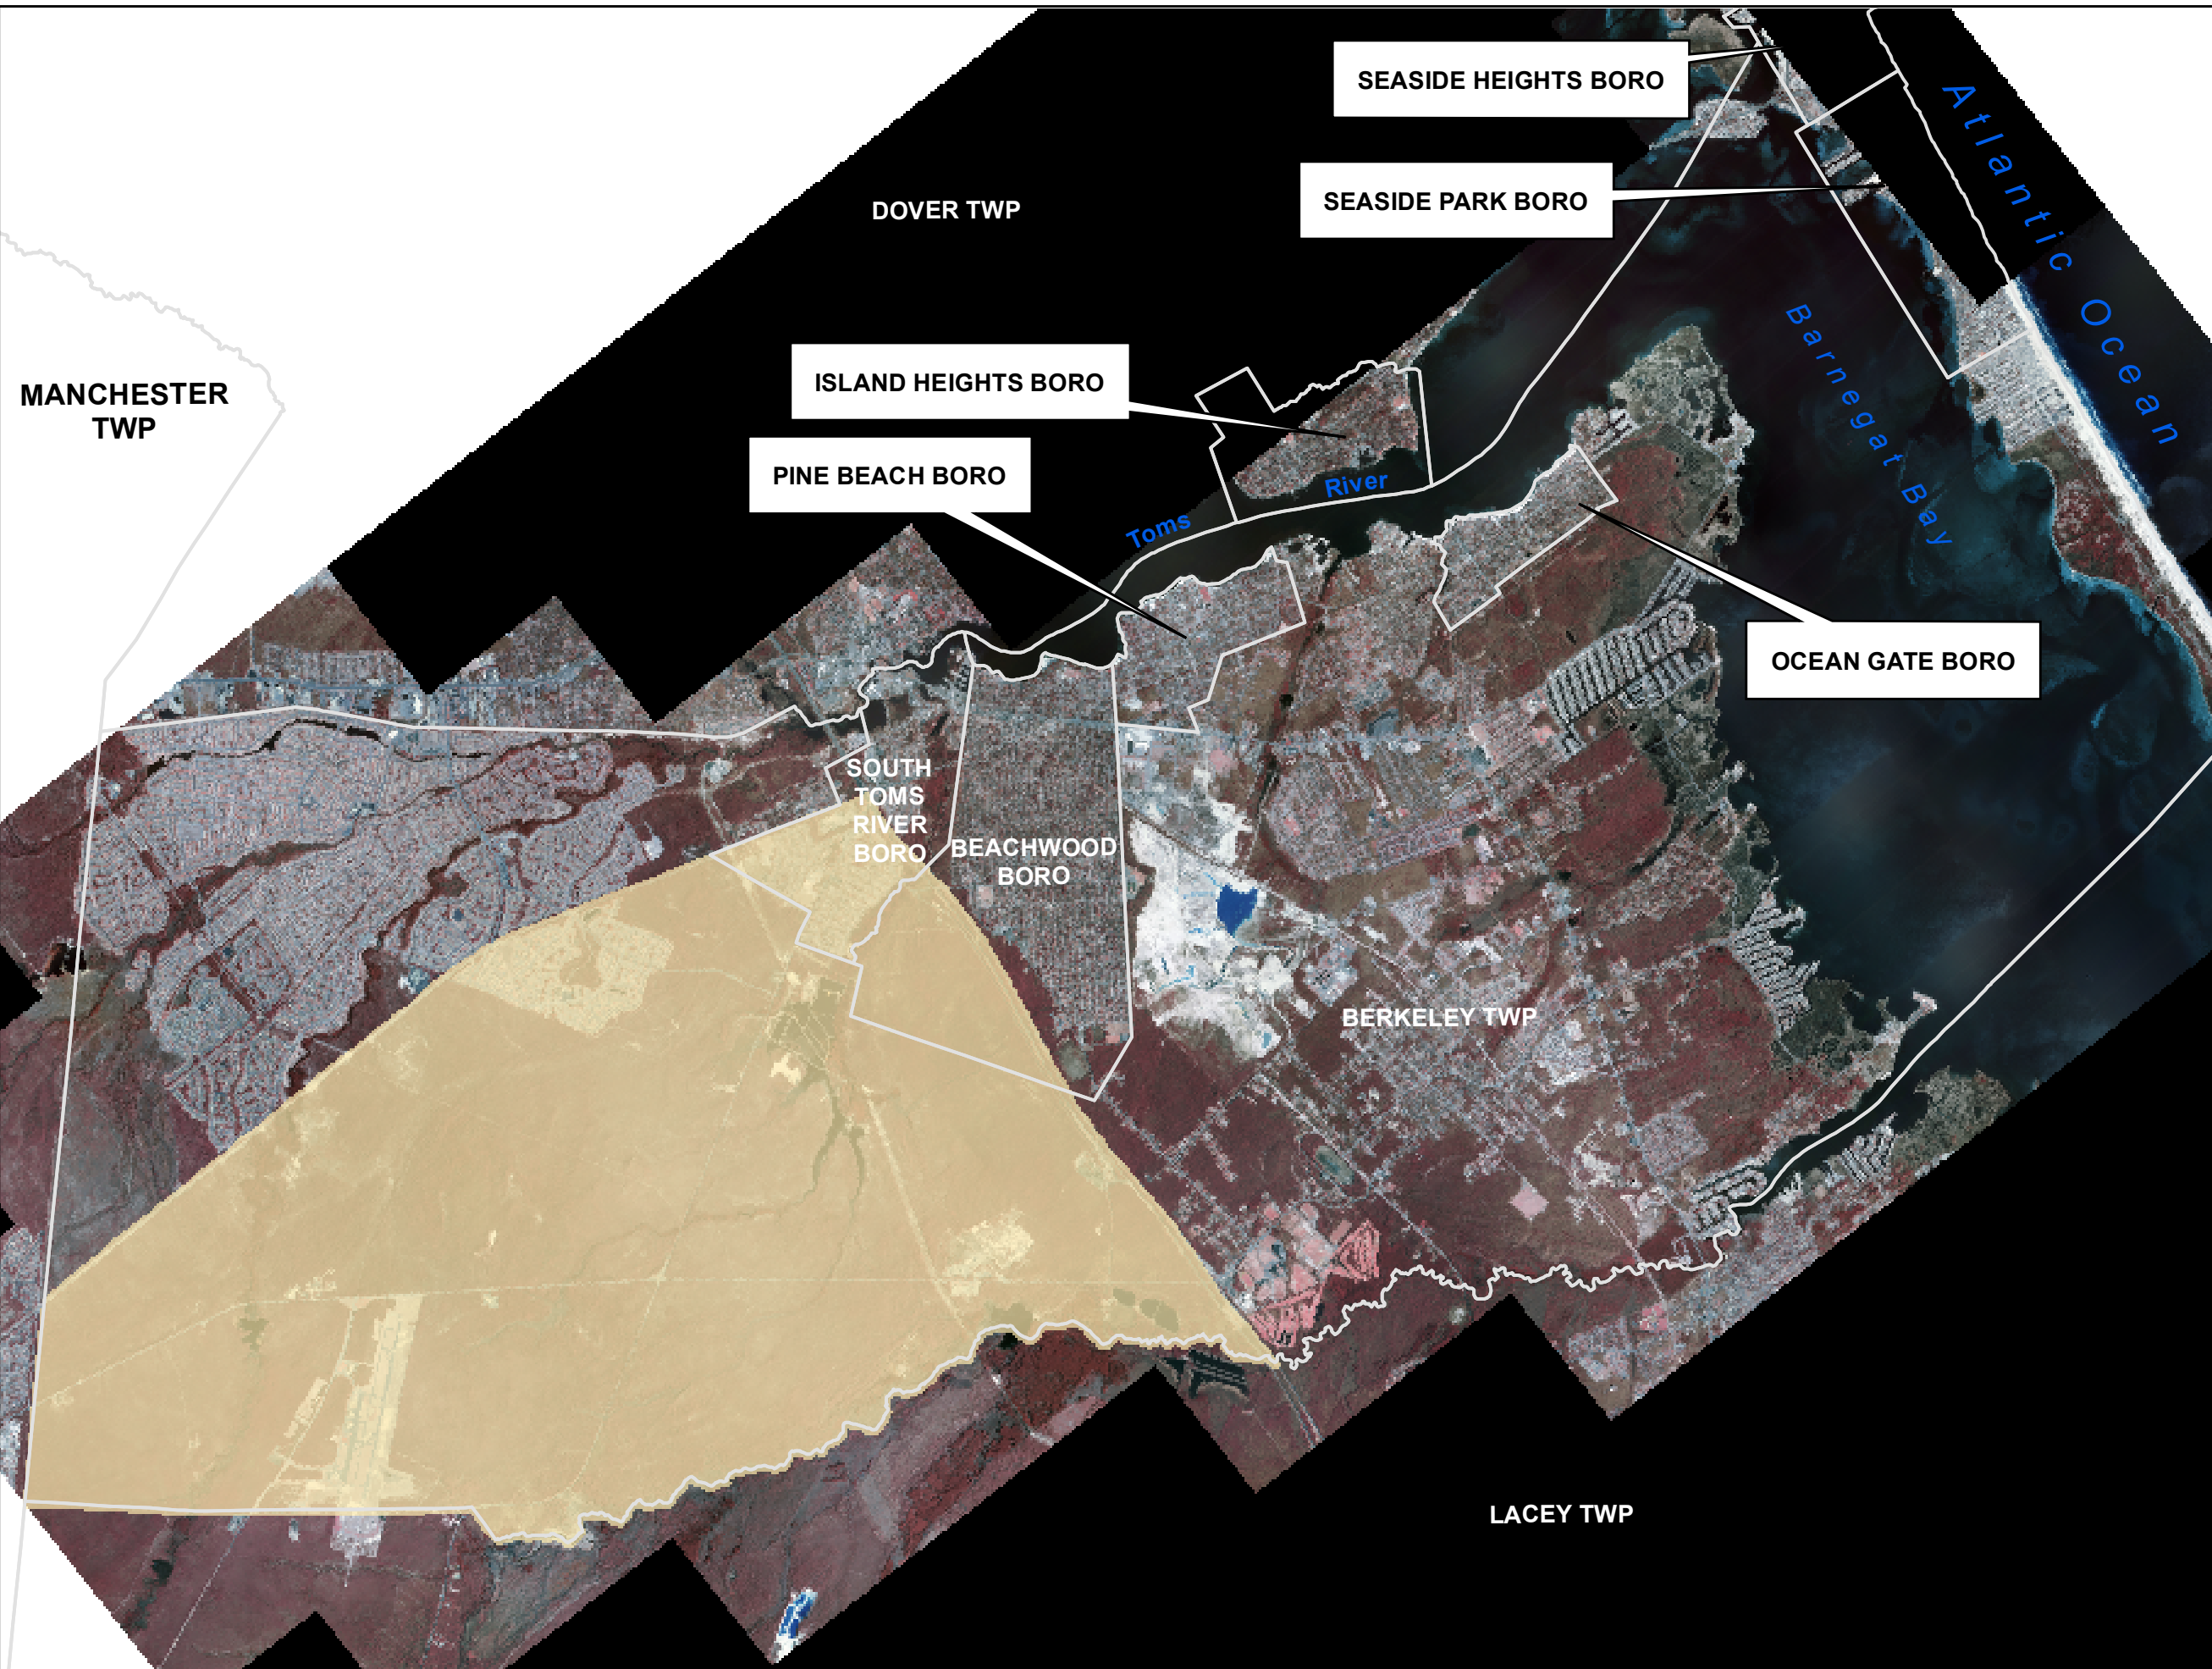 SEASIDE HEIGHTS BORO
SEASIDE PARK BORO
Atlantic Ocean
DOVER TWP
Barnegat Bay
ISLAND HEIGHTS BORO
MANCHESTER
TWP
PINE BEACH BORO
Toms River
OCEAN GATE BORO
SOUTH
TOMS
RIVER
BORO
BEACHWOOD
BORO
BERKELEY TWP
LACEY TWP